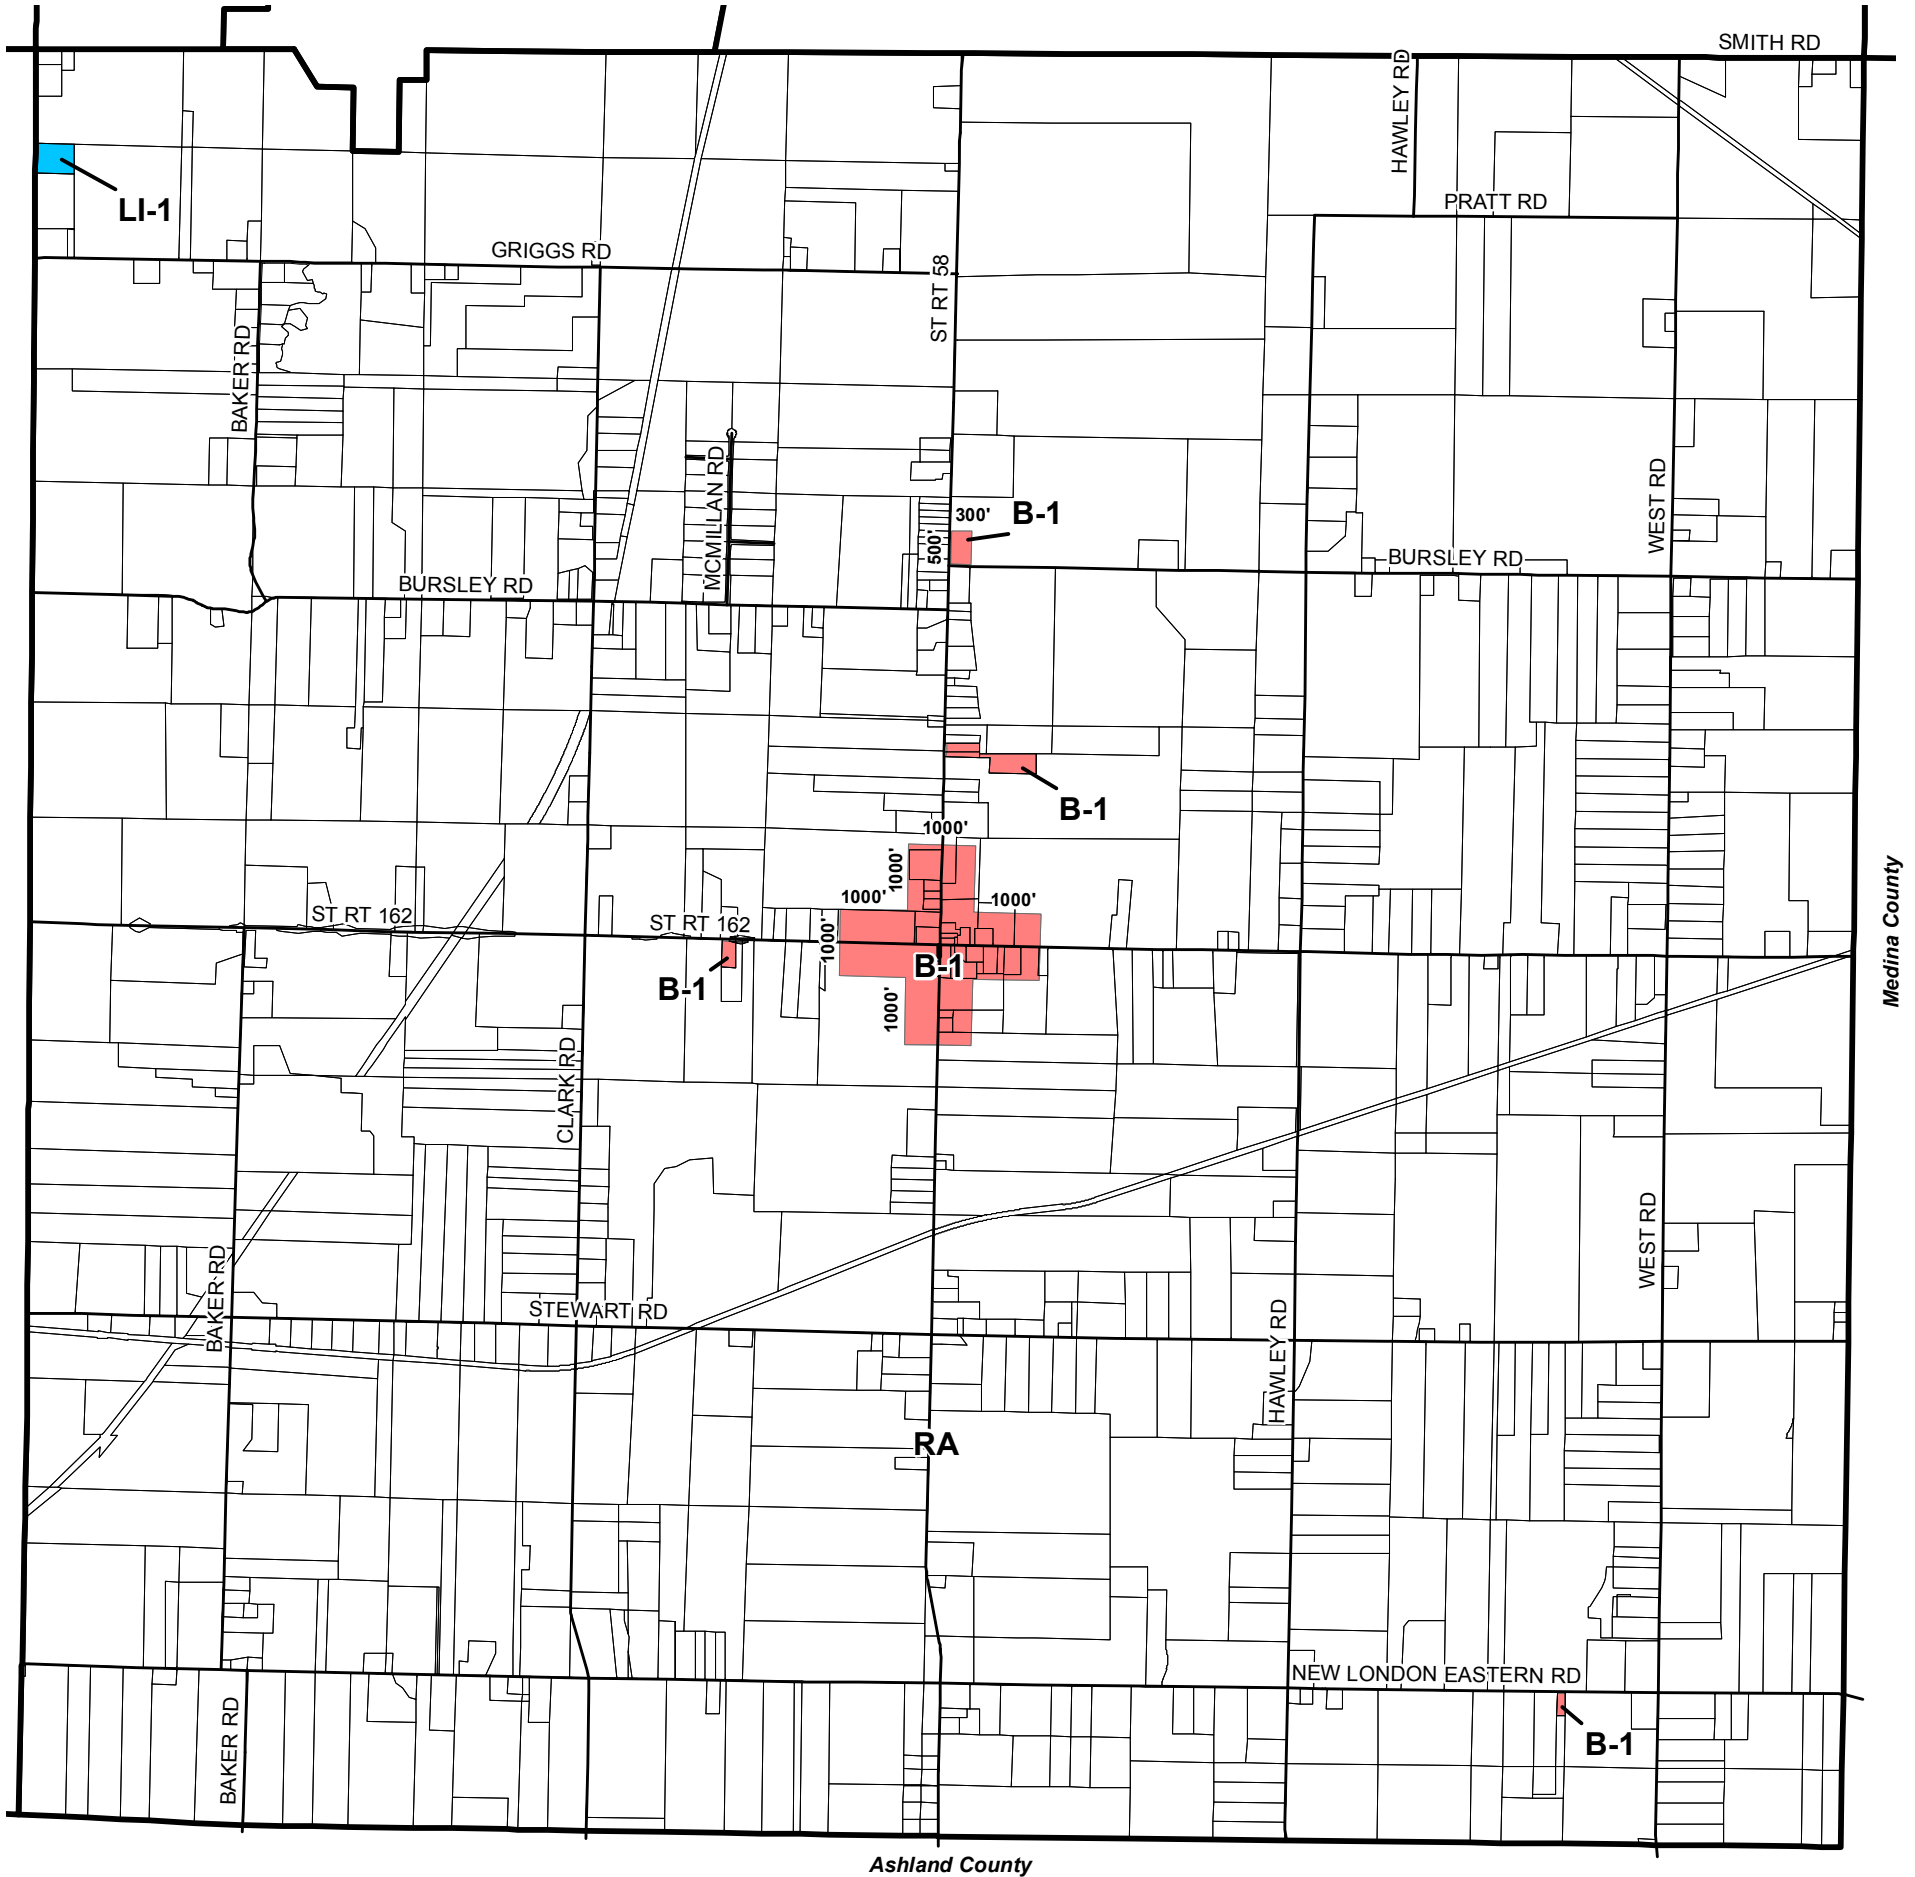 SMITH RD
HAWLEY RD
LI-1
PRATT RD
GRIGGS RD
ST RT 58
BAKER RD
MCMILLAN RD
WEST RD
300'
B-1
500'
BURSLEY RD
BURSLEY RD
B-1
1000'
1000'
1000'
1000'
ST RT 162
ST RT 162
1000'
B-1
B-1
1000'
Medina County
CLARK RD
WEST RD
BAKER RD
STEWART RD
HAWLEY RD
RA
NEW LONDON EASTERN RD
BAKER RD
B-1
Ashland County